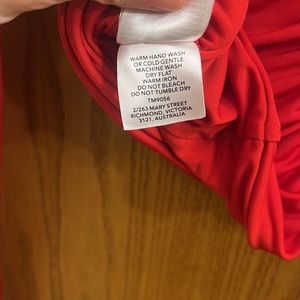 WARM HAND WASH
OR COLD GENTLE
MACHINE WASH
DRY FLAT
WARM IRON
DO NOT BLEACH
DO NOT TUMBLE DRY
TM9056
2/263 MARY STREET
RICHMOND, VICTORIA
3121. AUSTRALIA